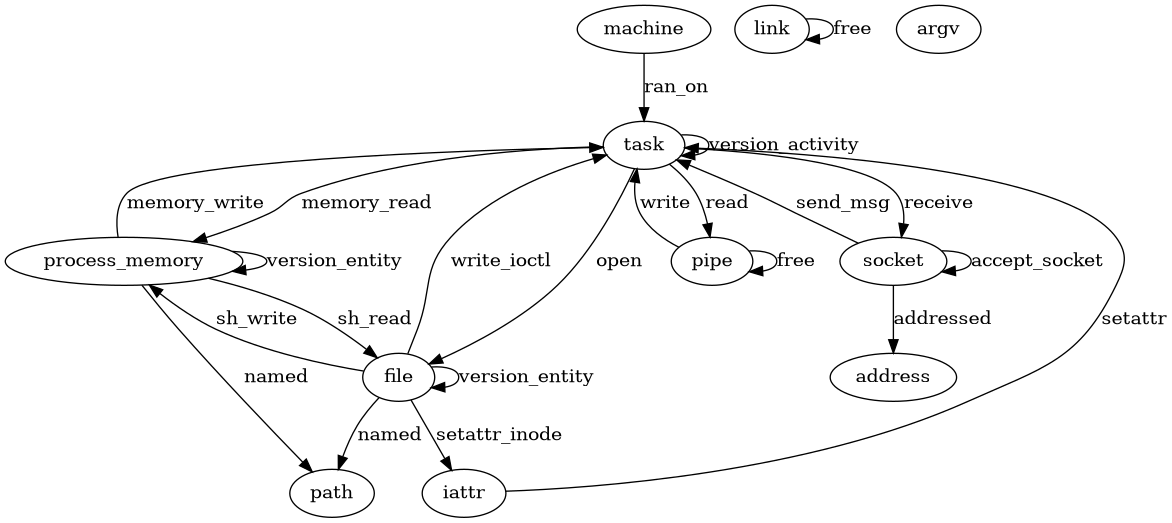 machine
link
free
argv
ran_on
task
version_activity
memory_write
memory_read
write
read
send_msg
receive
process_memory
version_entity
write_ioctl
open
pipe
free
socket
accept_socket
sh_write
sh_read
addressed
setattr
file
version_entity
address
named
named
setattr_inode
path
iattr